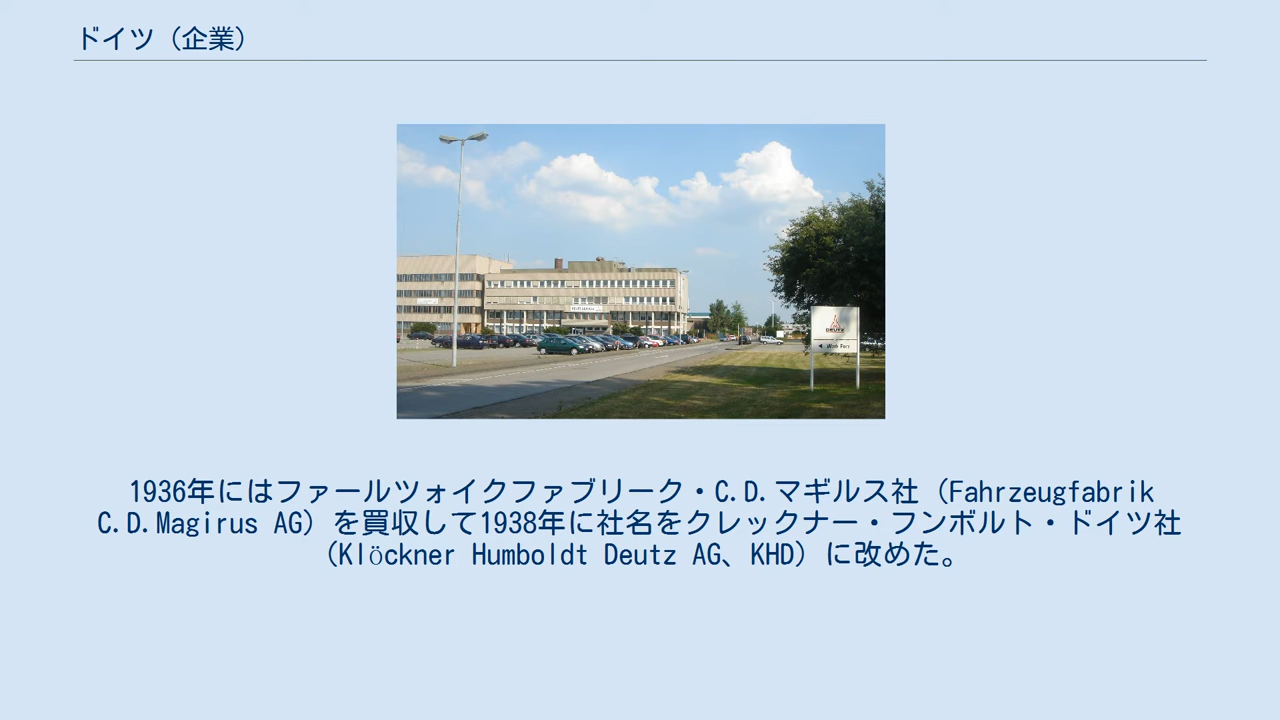 ドイツ（企業）
DEUTZ
1936年にはファールツォイクファブリーク・C.D.マギルス社（Fahrzeugfabrik
C.D.Magirus AG）を買収して1938年に社名をクレックナー・フンボルト・ドイツ社
（Klöckner Humboldt Deutz AG、KHD）に改めた。